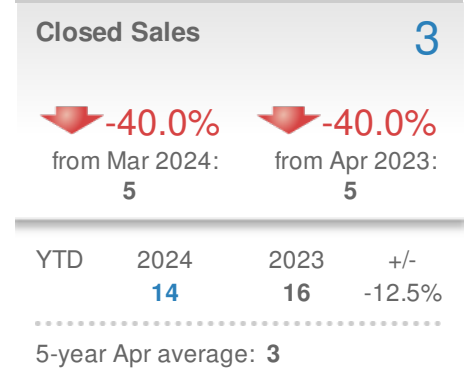 Closed Sales 3
-40.0% -40.0%
from Mar 2024: from Apr 2023:
5 5
YTD 2024 2023 +/-
14 16 -12.5%
5-year Apr average: 3